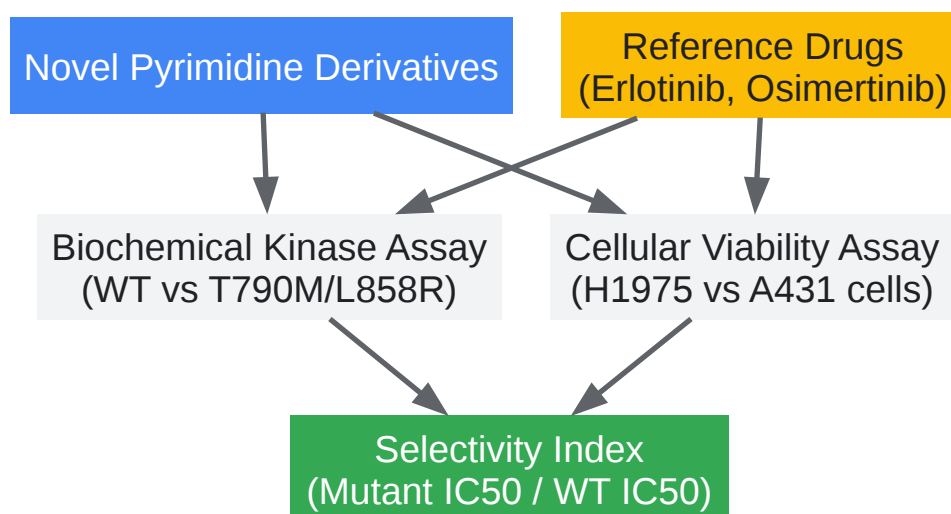 Novel Pyrimidine Derivatives
Reference Drugs
(Erlotinib, Osimertinib)
Biochemical Kinase Assay
(WT vs T790M/L858R)
Cellular Viability Assay
(H1975 vs A431 cells)
Selectivity Index
(Mutant IC50 / WT IC50)